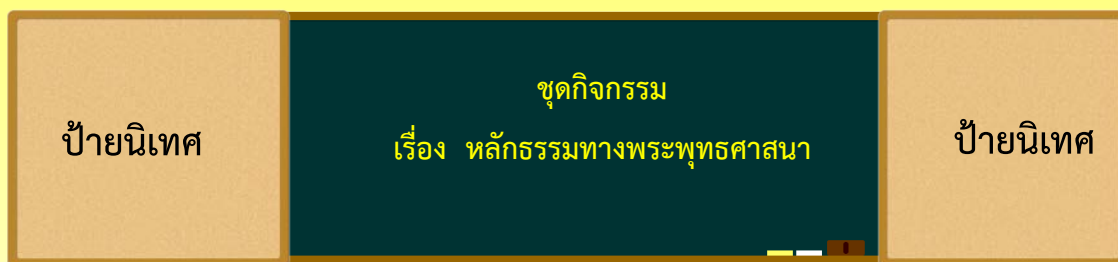 ป้ายนิเทศ
ชุดกิจกรรม
เรื่อง หลักธรรมทางพระพุทธศาสนา
ป้ายนิเทศ